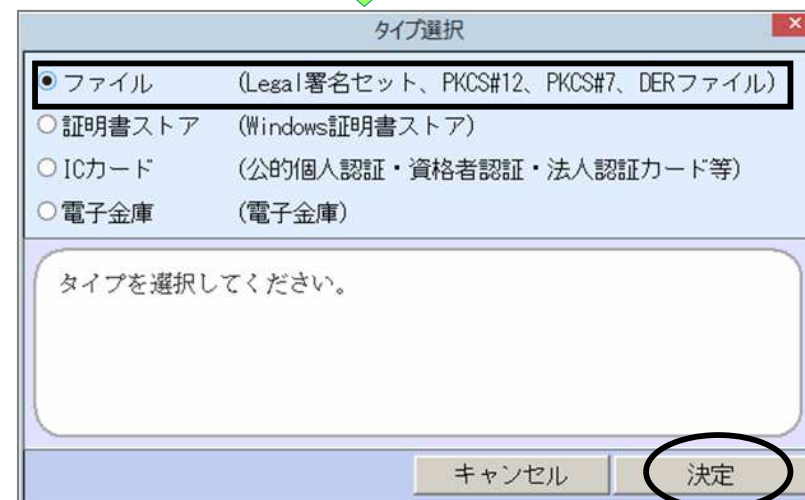 タイプ選択
ファイル (Legal署名セット、PKCS#12、PKCS#7、DERファイル)
証明書ストア (Windows証明書ストア)
ICカード (公的個人認証・資格者認証・法人認証カード等)
電子金庫 (電子金庫)
タイプを選択してください。
キャンセル 決定